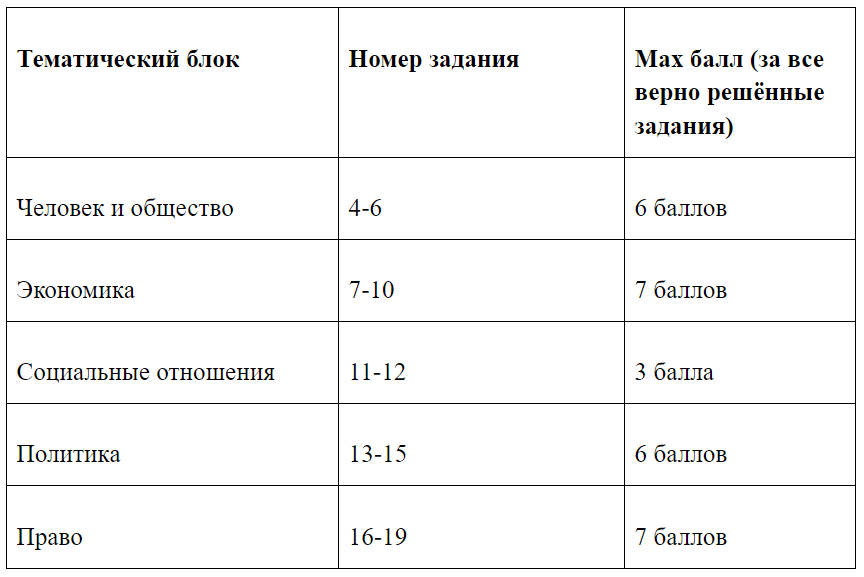 Тематический блок
Номер задания
Мах балл (за все
верно решённые
задания)
Человек и общество
4-6
6 баллов
Экономика
7-10
7 баллов
Социальные отношения
11-12
3 балла
Политика
13-15
6 баллов
Право
16-19
7 баллов